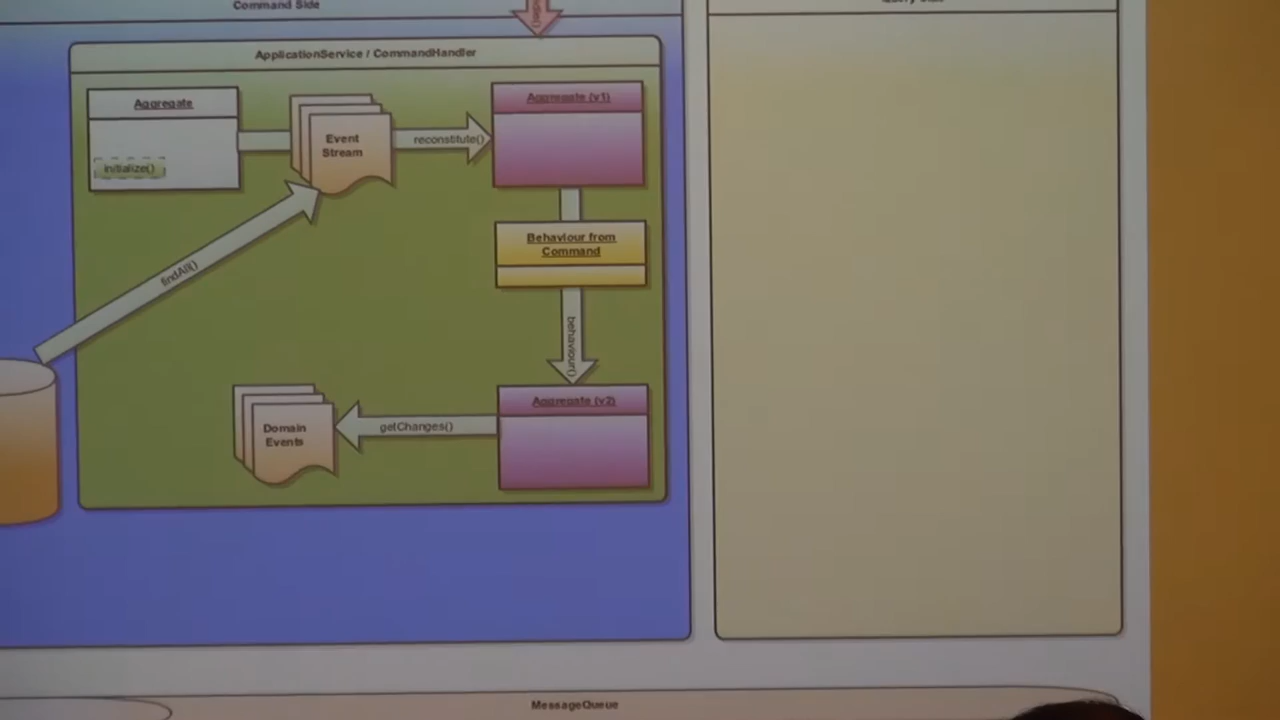 Command Side
ApplicationService / CommandHandler
Aggregate
Initialize()
Event
Stream
reconstitute()
Aggregate (v1)
Behaviour from
Command
findAll()
behaviour()
Aggregate (v2)
getChanges()
Domain
Events
MessageQueue